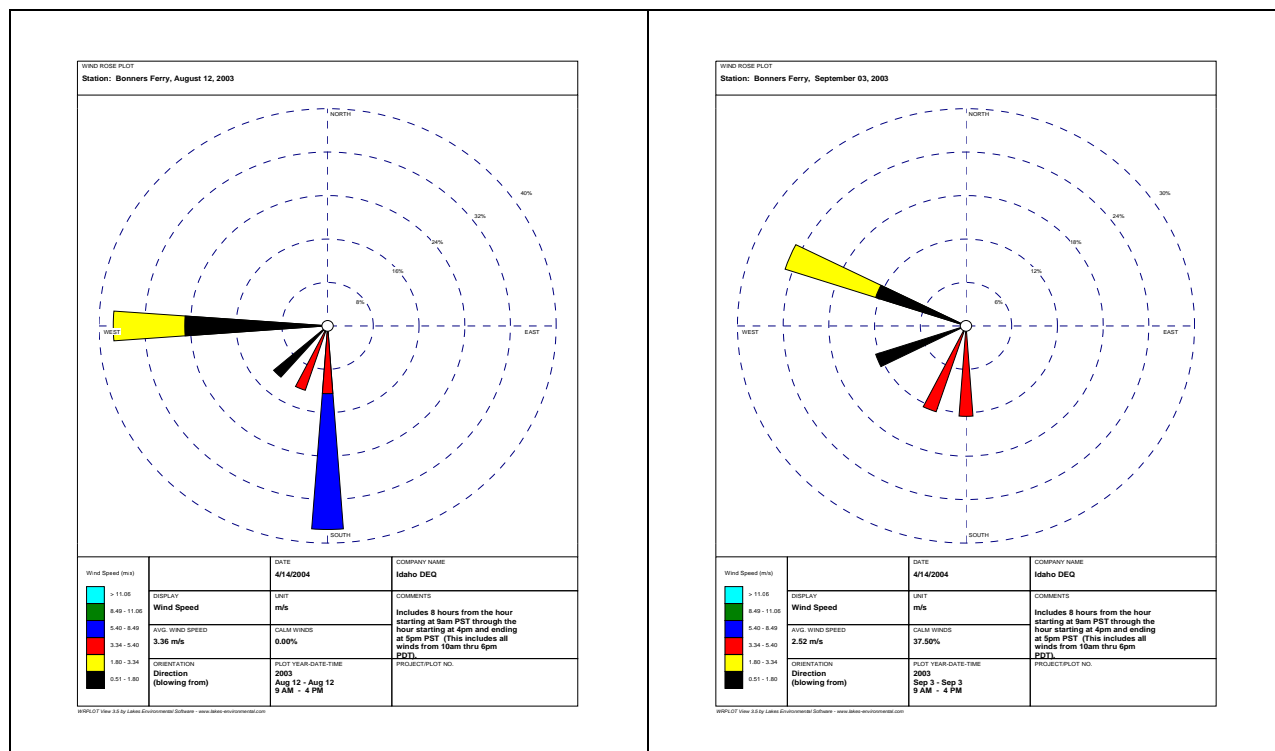 WIND ROSE PLOT
Station: Bonners Ferry, August 12, 2003
NORTH
40%
32%
24%
16%
8%
WEST
EAST
SOUTH
Wind Speed (m/s)
> 11.06
8.49 - 11.06
5.40 - 8.49
3.34 - 5.40
1.80 - 3.34
0.51 - 1.80
DATE
4/14/2004
COMPANY NAME
Idaho DEQ
DISPLAY
Wind Speed
UNIT
m/s
COMMENTS
Includes 8 hours from the hour
starting at 9am PST through the
hour starting at 4pm and ending
at 5pm PST (This includes all
winds from 10am thru 6pm
PDT).
AVG. WIND SPEED
3.36 m/s
CALM WINDS
0.00%
ORIENTATION
Direction
(blowing from)
PLOT YEAR-DATE-TIME
2003
Aug 12 - Aug 12
9 AM - 4 PM
PROJECT/PLOT NO.
WRPLOT View 3.5 by Lakes Environmental Software - www.lakes-environmental.com
WIND ROSE PLOT
Station: Bonners Ferry, September 03, 2003
NORTH
30%
24%
18%
12%
6%
WEST
EAST
SOUTH
Wind Speed (m/s)
> 11.06
8.49 - 11.06
5.40 - 8.49
3.34 - 5.40
1.80 - 3.34
0.51 - 1.80
DATE
4/14/2004
COMPANY NAME
Idaho DEQ
DISPLAY
Wind Speed
UNIT
m/s
COMMENTS
Includes 8 hours from the hour
starting at 9am PST through the
hour starting at 4pm and ending
at 5pm PST (This includes all
winds from 10am thru 6pm
PDT).
AVG. WIND SPEED
2.52 m/s
CALM WINDS
37.50%
ORIENTATION
Direction
(blowing from)
PLOT YEAR-DATE-TIME
2003
Sep 3 - Sep 3
9 AM - 4 PM
PROJECT/PLOT NO.
WRPLOT View 3.5 by Lakes Environmental Software - www.lakes-environmental.com